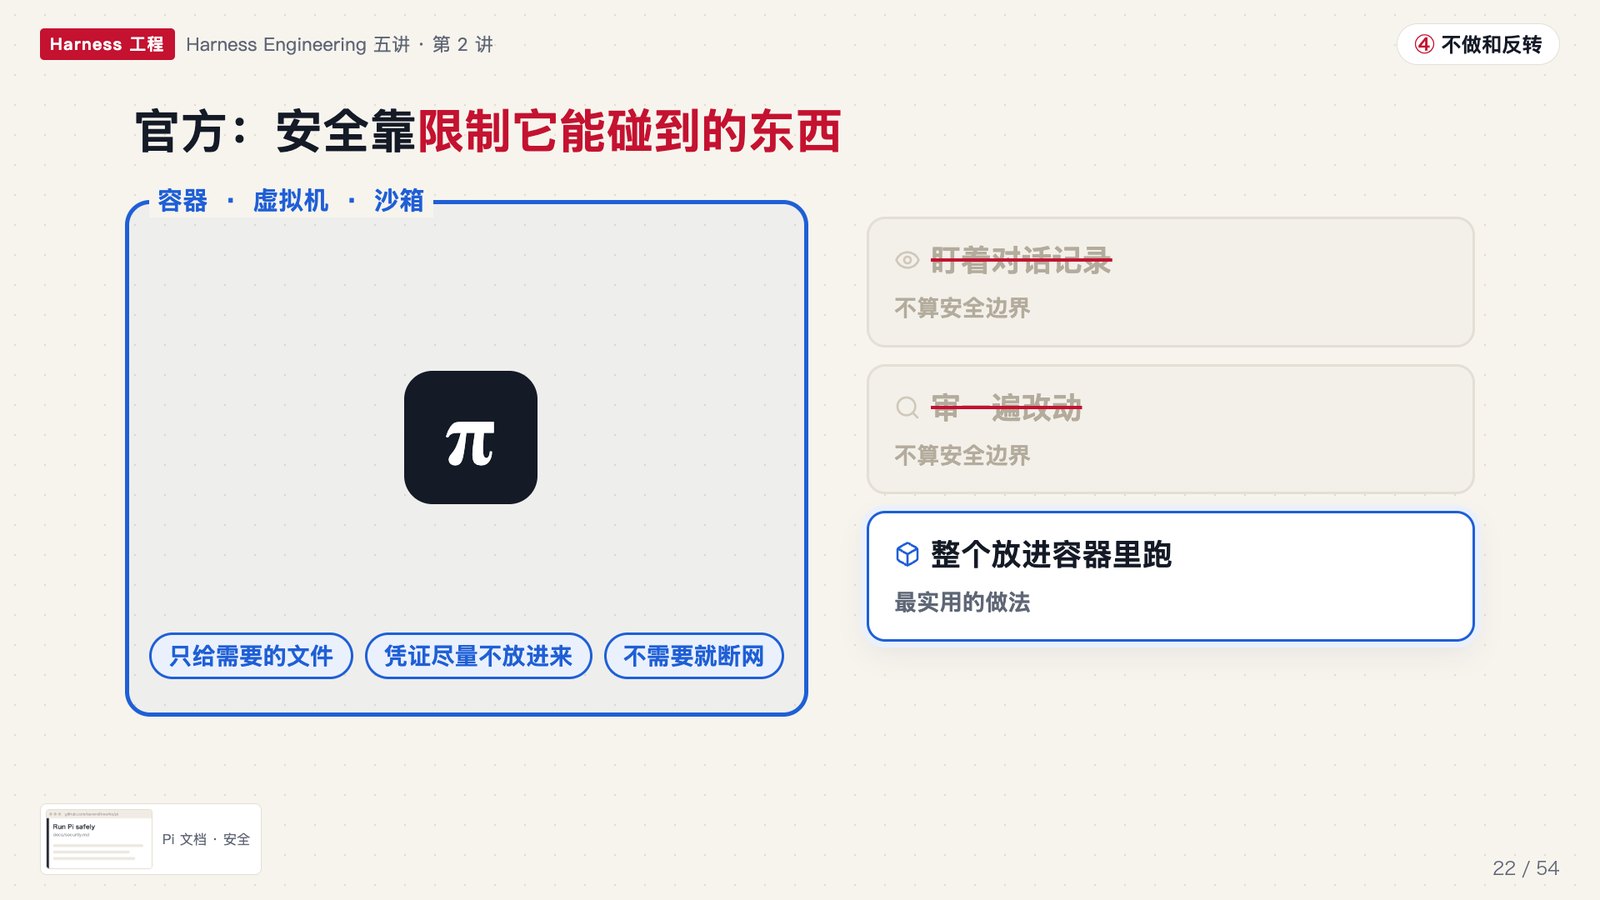 Harness 工程
Harness Engineering 五讲 · 第 2 讲
④ 不做和反转
官方：安全靠限制它能碰到的东西
容器 · 虚拟机 · 沙箱
π
只给需要的文件
凭证尽量不放进来
不需要就断网
盯着对话记录
不算安全边界
审一遍改动
不算安全边界
整个放进容器里跑
最实用的做法
Run Pi safely
Pi 文档 · 安全
22 / 54